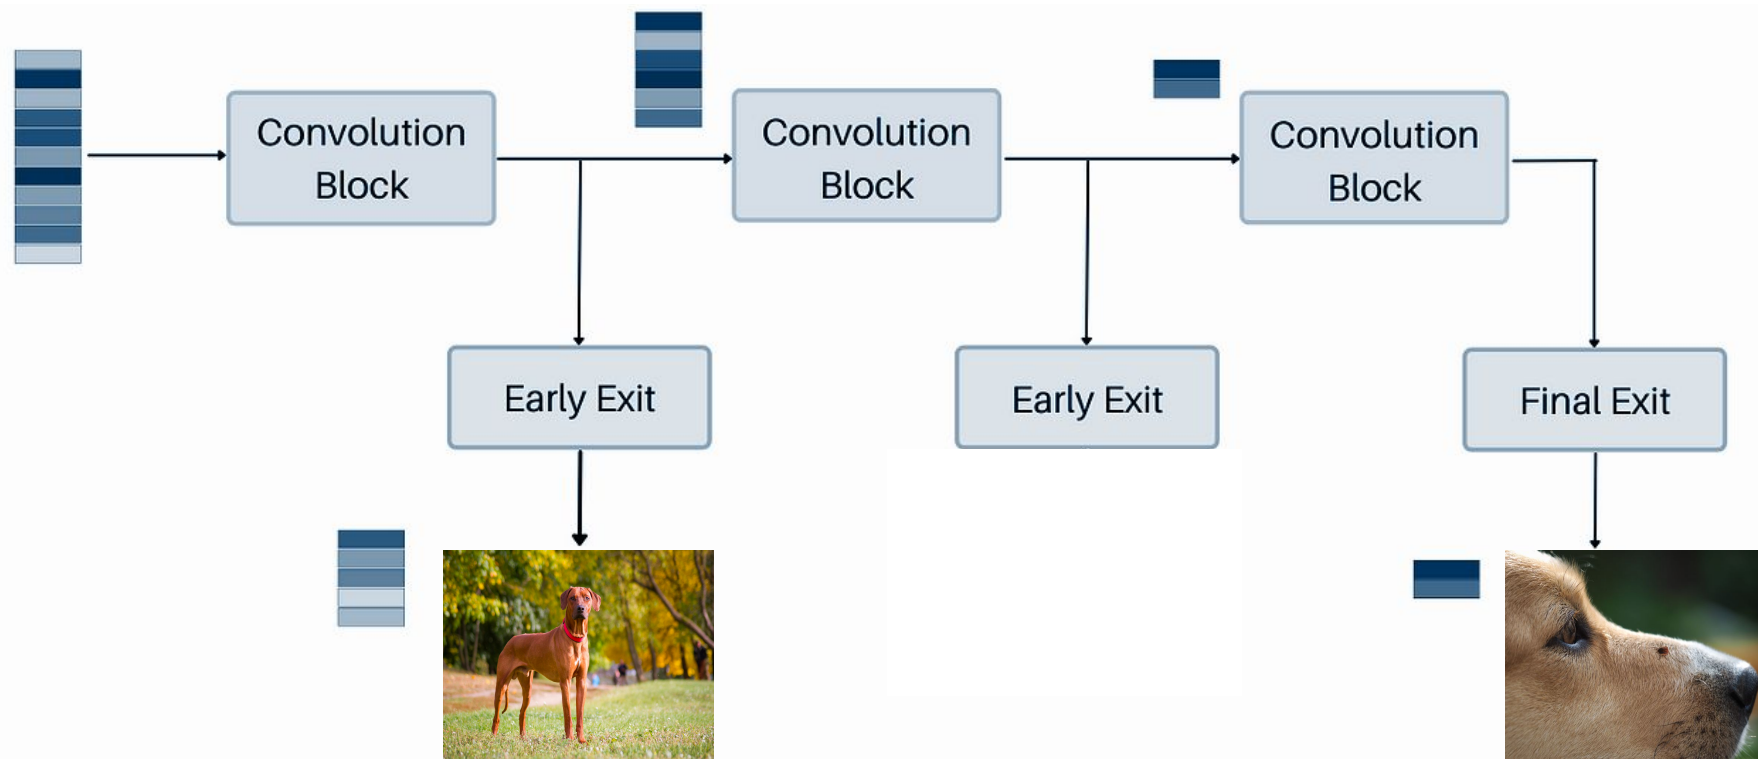 Convolution
Block
Convolution
Block
Convolution
Block
Early Exit
Early Exit
Final Exit